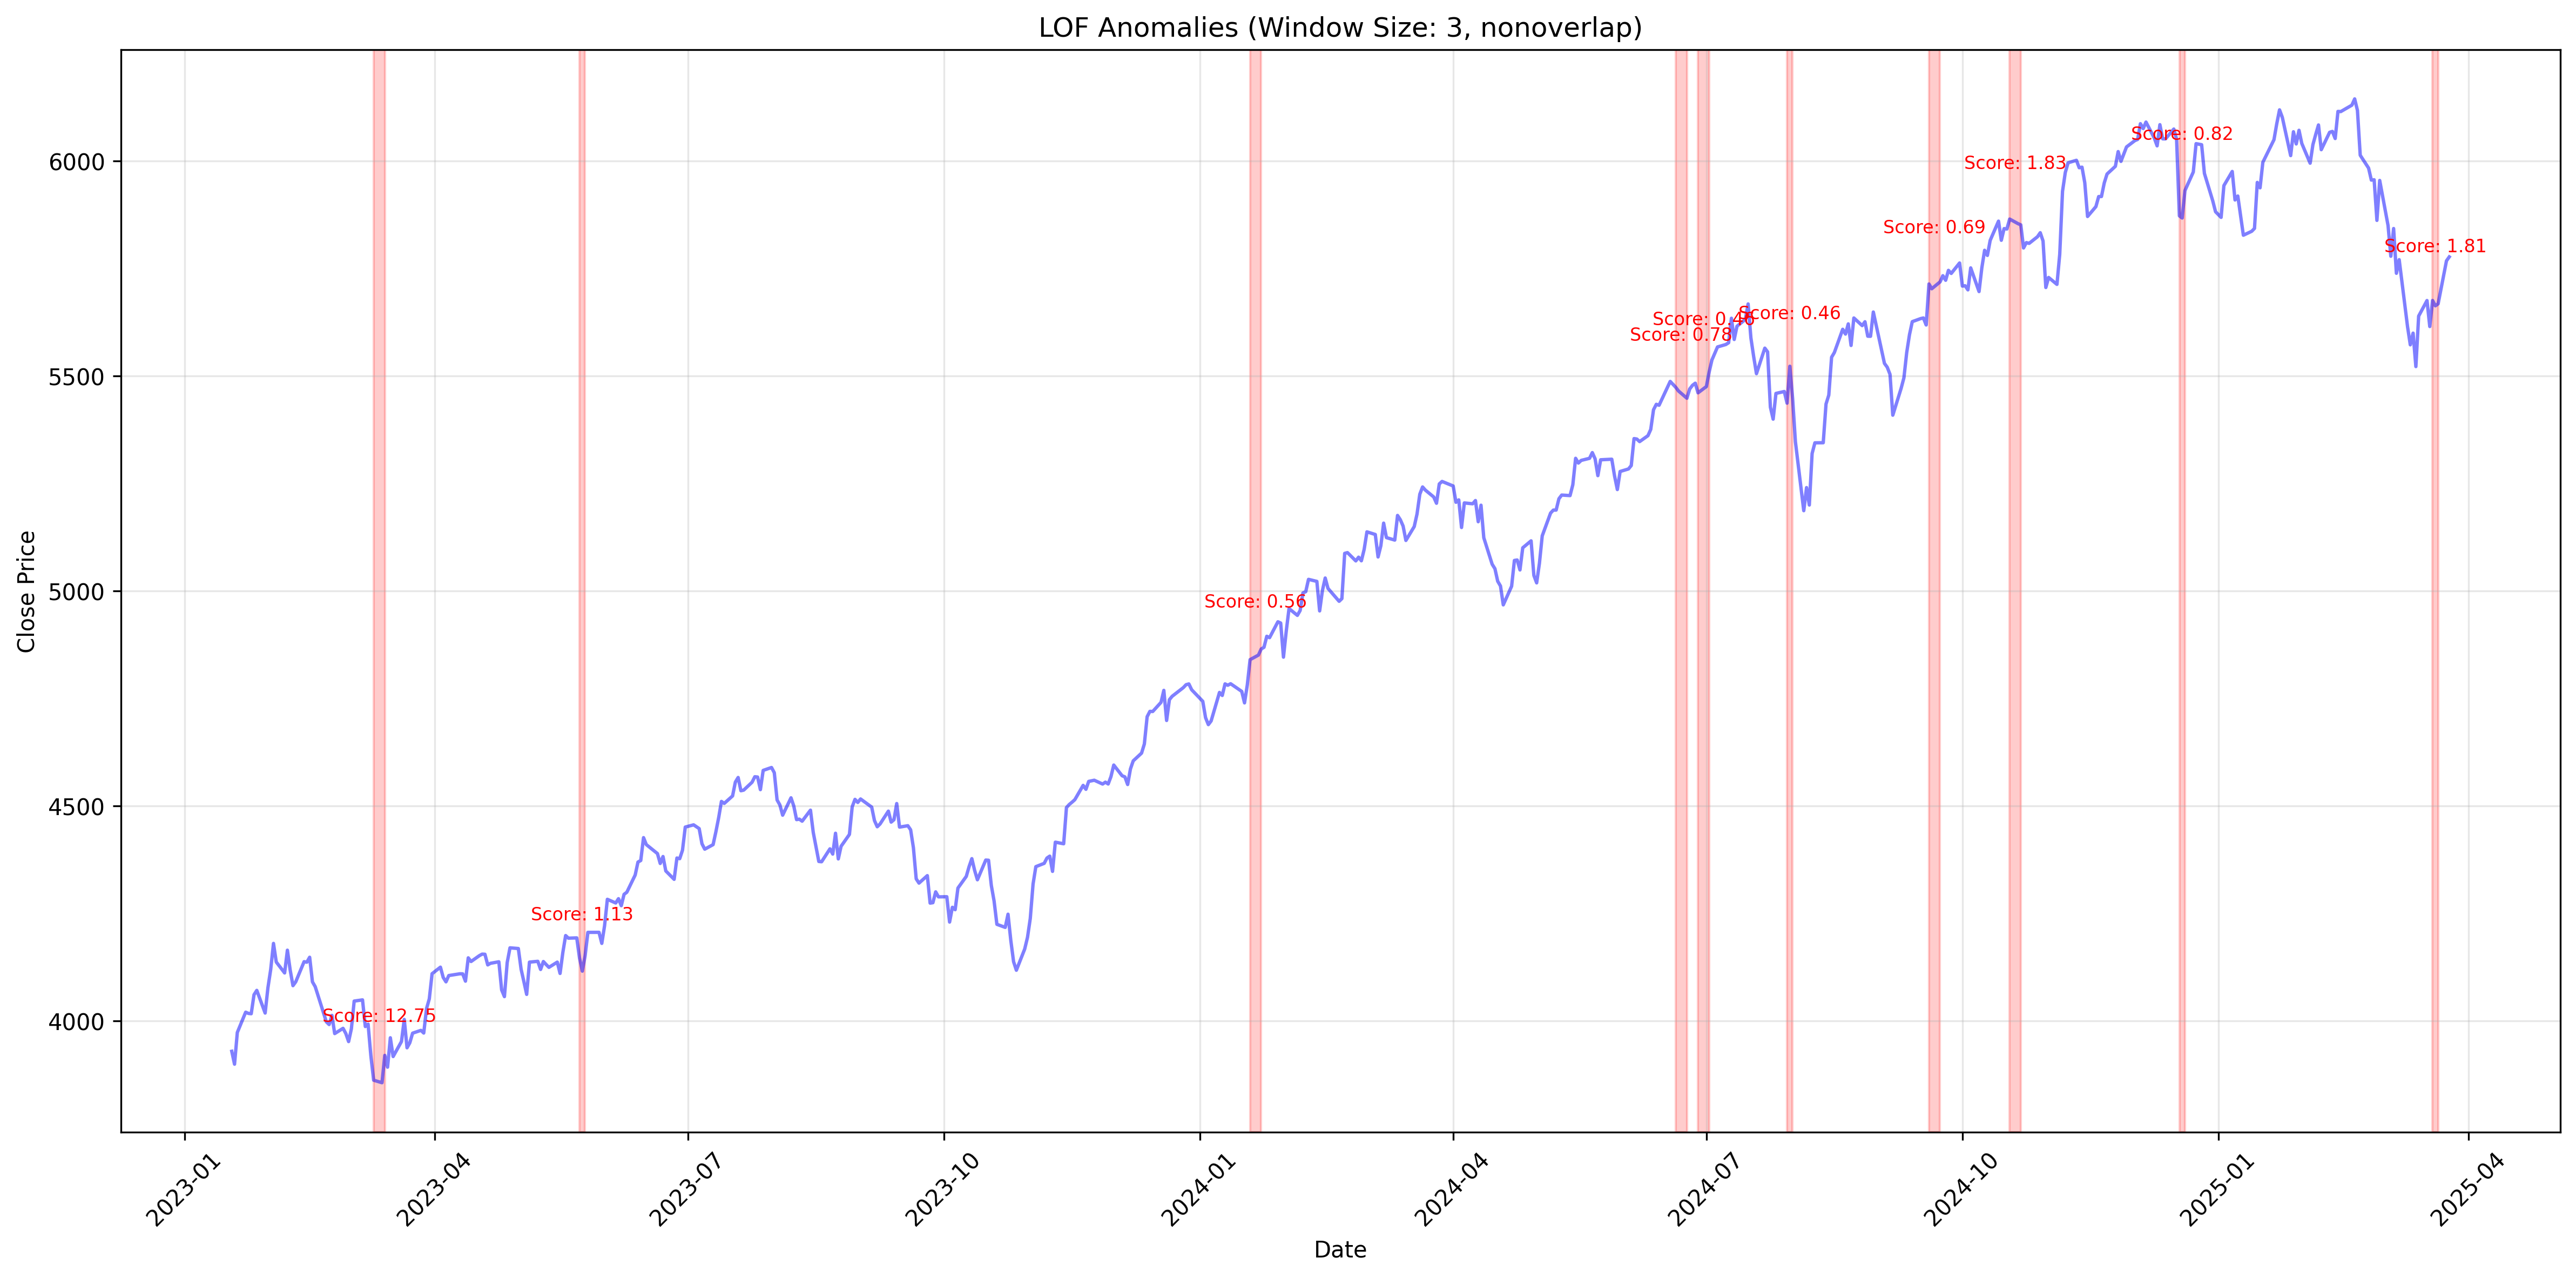 LOF Anomalies (Window Size: 3, nonoverlap)
Close Price
6000
5500
5000
4500
4000
Score: 12.75
Score: 1.13
Score: 0.56
Score: 0.78
Score: 0.46
Score: 0.46
Score: 0.69
Score: 1.83
Score: 0.82
Score: 1.81
2023-01
2023-04
2023-07
2023-10
2024-01
2024-04
2024-07
2024-10
2025-01
2025-04
Date